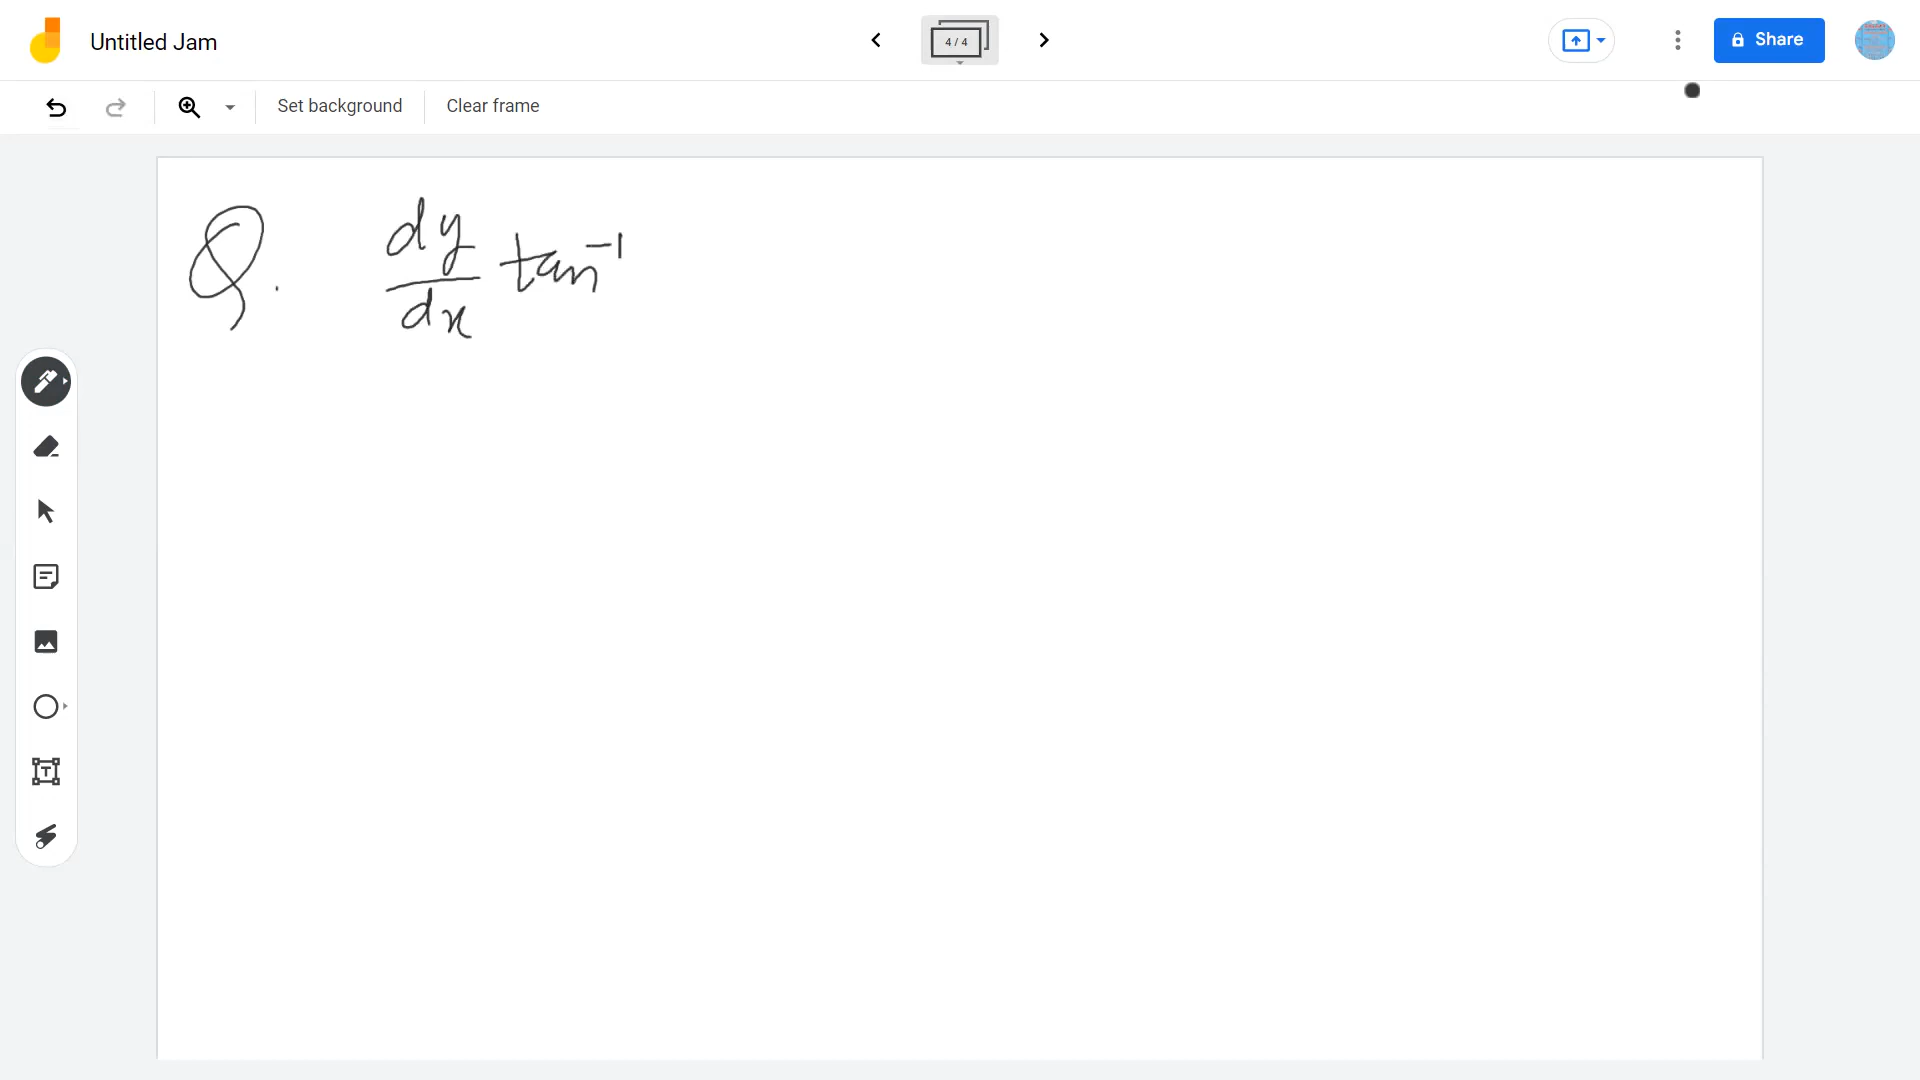 Untitled Jam
4 / 4
Share
Set background
Clear frame
Q. dy/dx tan⁻¹